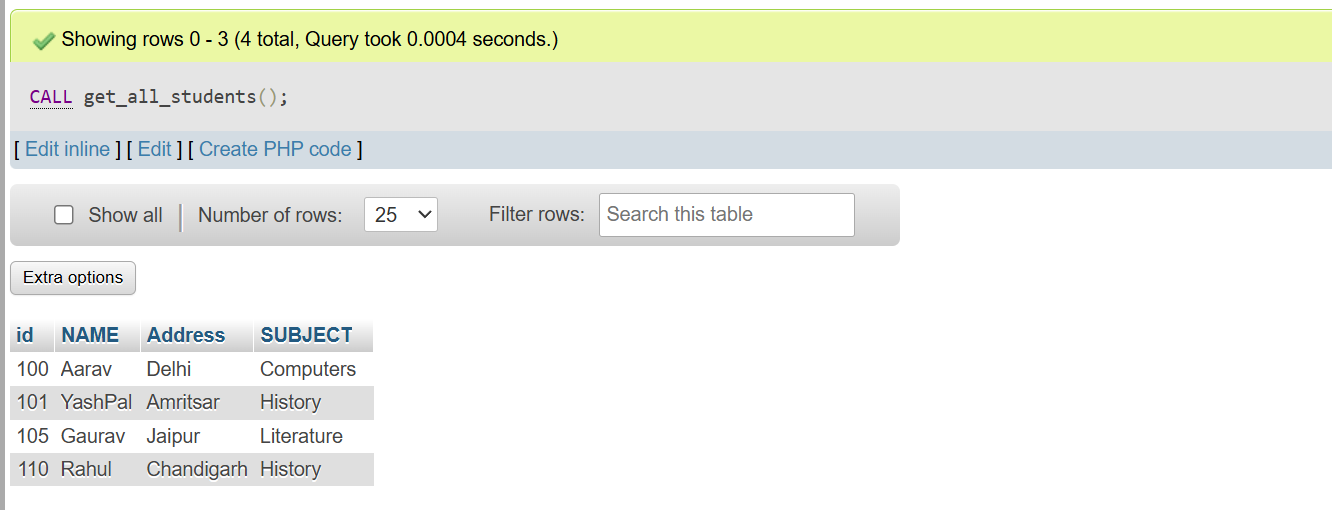 Showing rows 0 - 3 (4 total, Query took 0.0004 seconds.)
CALL get_all_students();
[ Edit inline ] [ Edit ] [ Create PHP code ]
Show all | Number of rows: 25 Filter rows: Search this table
Extra options
id NAME Address SUBJECT
100 Aarav Delhi Computers
101 YashPal Amritsar History
105 Gaurav Jaipur Literature
110 Rahul Chandigarh History